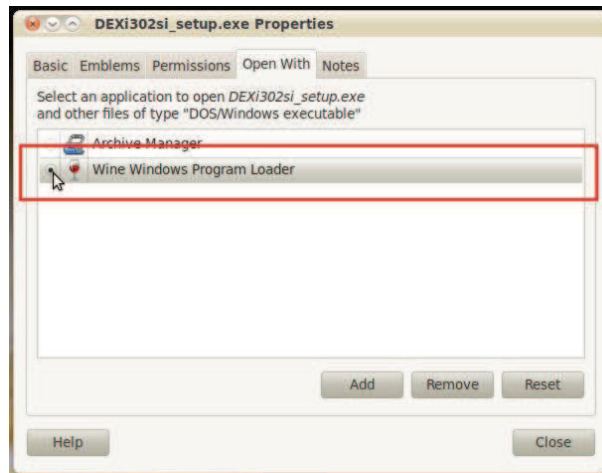 DEXi302si_setup.exe Properties
Basic Emblems Permissions Open With Notes
Select an application to open DEXi302si_setup.exe
and other files of type "DOS/Windows executable"
Archive Manager
Wine Windows Program Loader
Add Remove Reset
Help Close